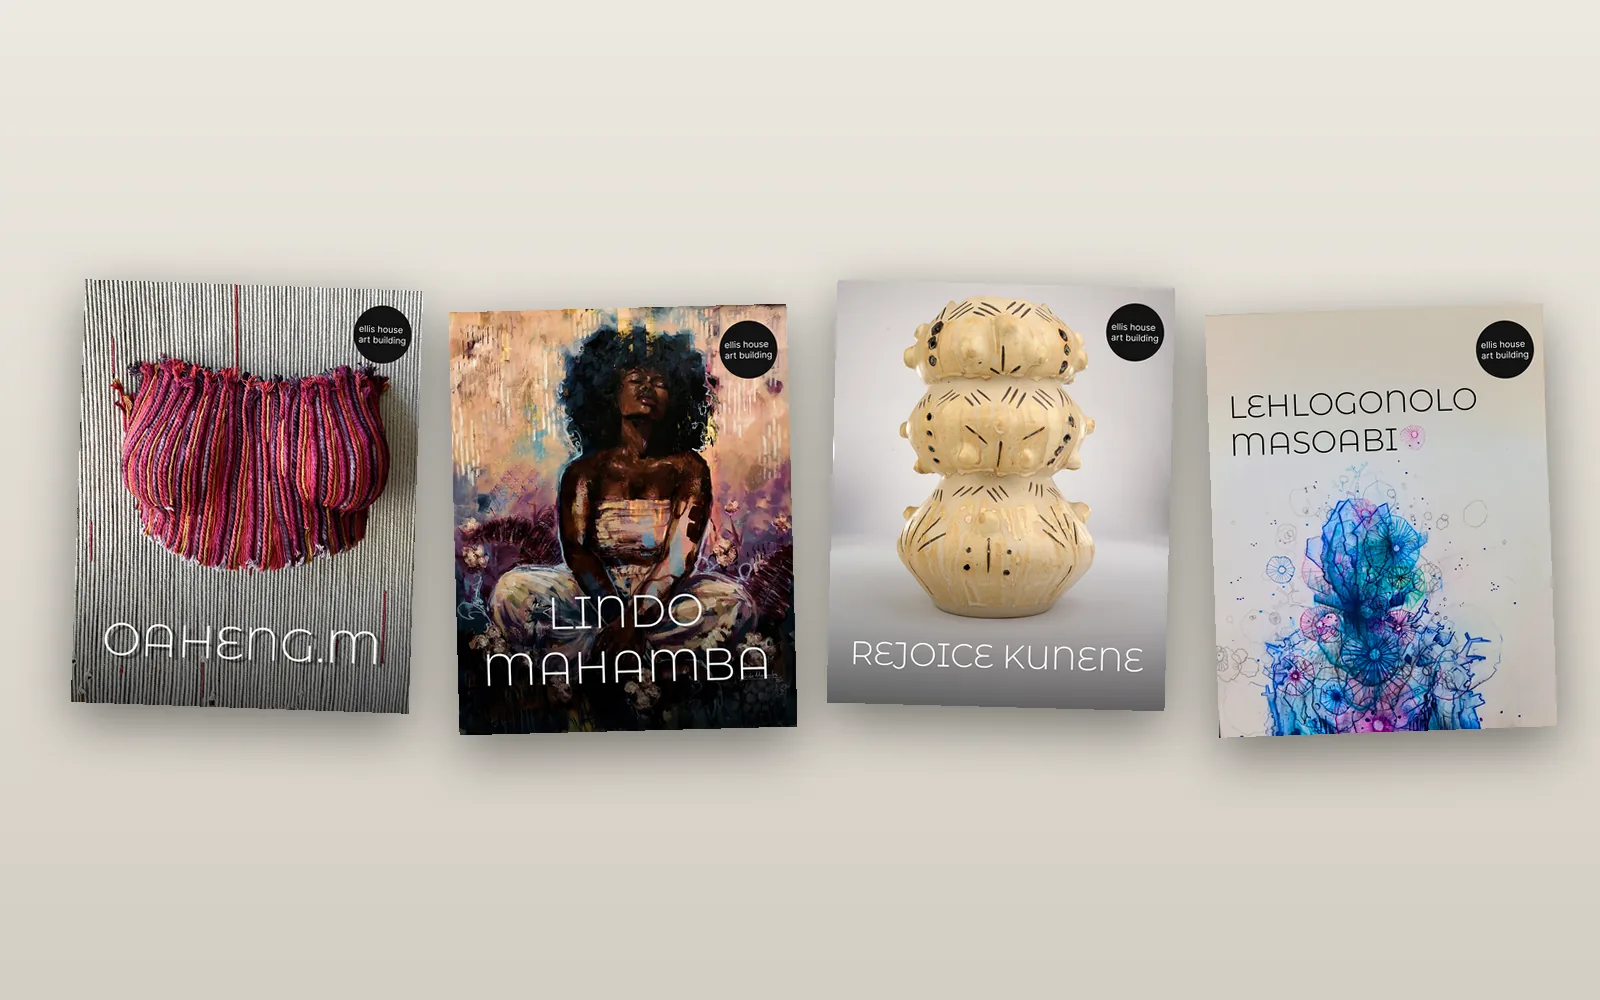 ellis house
art building
OAHENG.M
ellis house
art building
LINDO
MAHAMBA
ellis house
art building
REJOICE KUNENE
ellis house
art building
LEHLOGONOLO
MASOABI